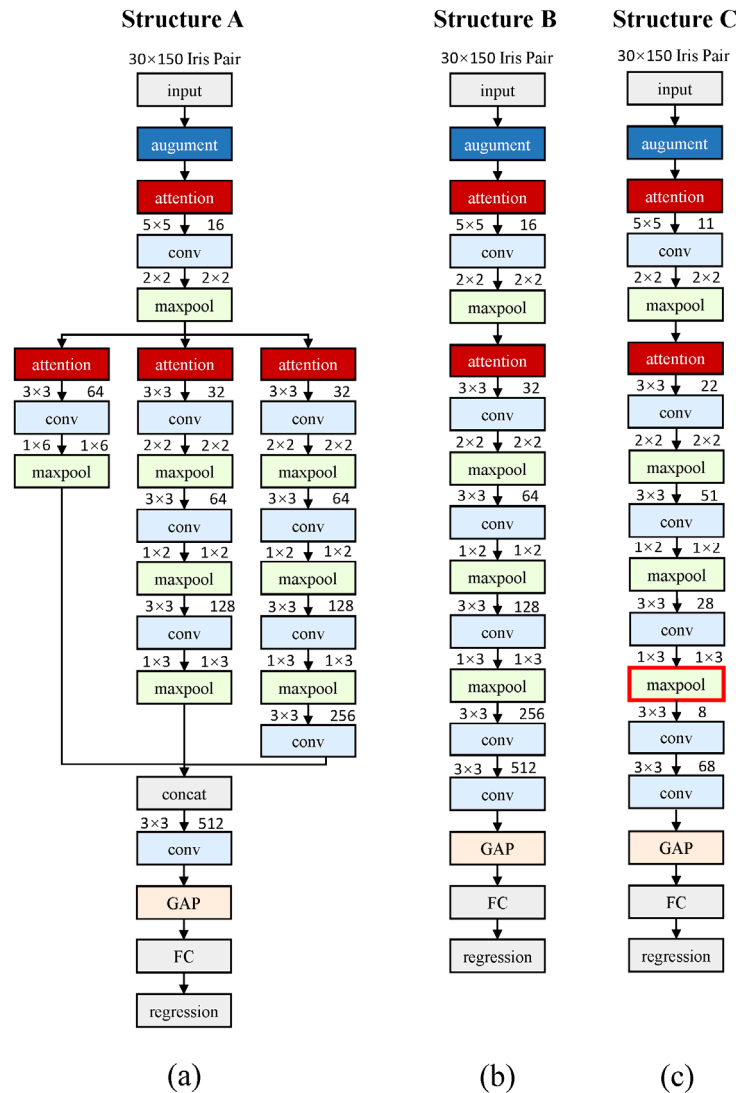 Structure A
30×150 Iris Pair
input
augument
attention
5×5 16
conv
2×2 2×2
maxpool
attention attention attention
3×3 64 3×3 32 3×3 32
conv conv conv
1×6 1×6 2×2 2×2 2×2 2×2
maxpool maxpool maxpool
3×3 64 3×3 64
conv conv
1×2 1×2 1×2 1×2
maxpool maxpool
3×3 128 3×3 128
conv conv
1×3 1×3 1×3 1×3
maxpool maxpool
3×3 256
conv
concat
3×3 512
conv
GAP
FC
regression
(a)
Structure B
30×150 Iris Pair
input
augument
attention
5×5 16
conv
2×2 2×2
maxpool
attention
3×3 32
conv
2×2 2×2
maxpool
3×3 64
conv
1×2 1×2
maxpool
3×3 128
conv
1×3 1×3
maxpool
3×3 256
conv
3×3 512
conv
GAP
FC
regression
(b)
Structure C
30×150 Iris Pair
input
augument
attention
5×5 11
conv
2×2 2×2
maxpool
attention
3×3 22
conv
2×2 2×2
maxpool
3×3 51
conv
1×2 1×2
maxpool
3×3 28
conv
1×3 1×3
maxpool
3×3 8
conv
3×3 68
conv
GAP
FC
regression
(c)